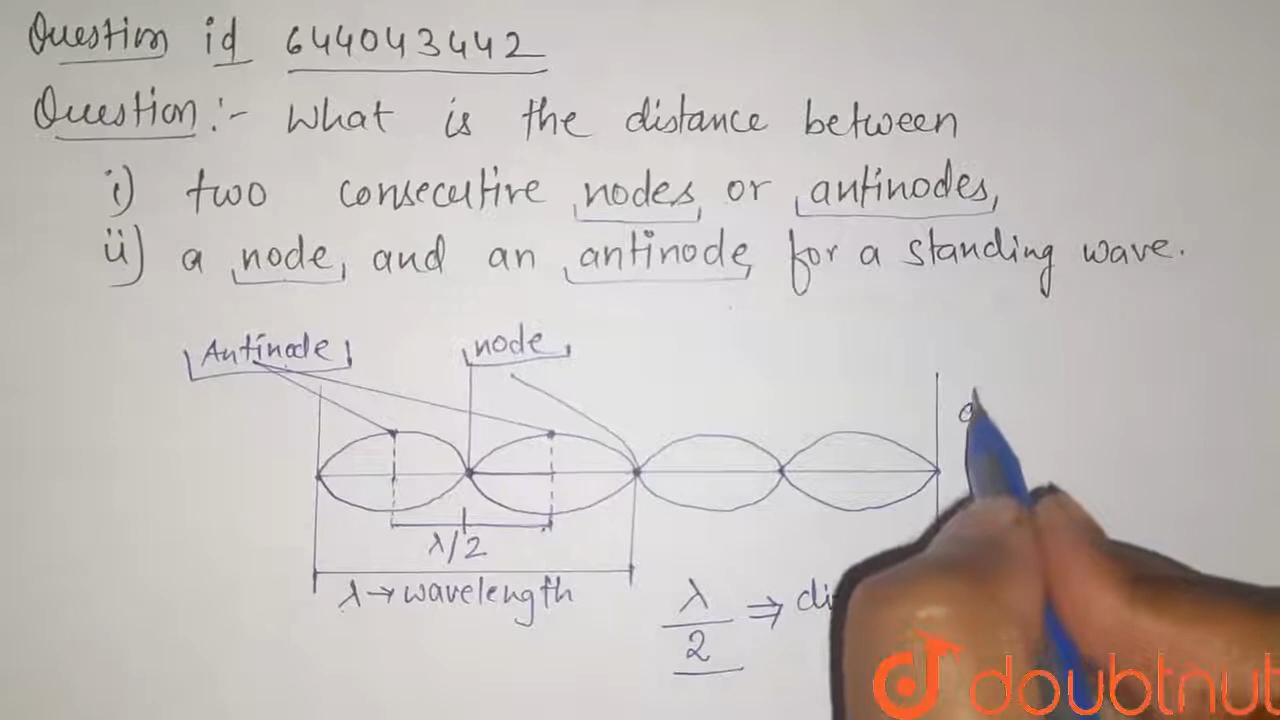 Question id 644043442
Question:- What is the distance between
i) two consecutive nodes or antinodes,
ii) a node, and an antinode for a standing wave.
Antinode node
λ/2
λ→wavelength
λ/2 ⇒
doubtnut